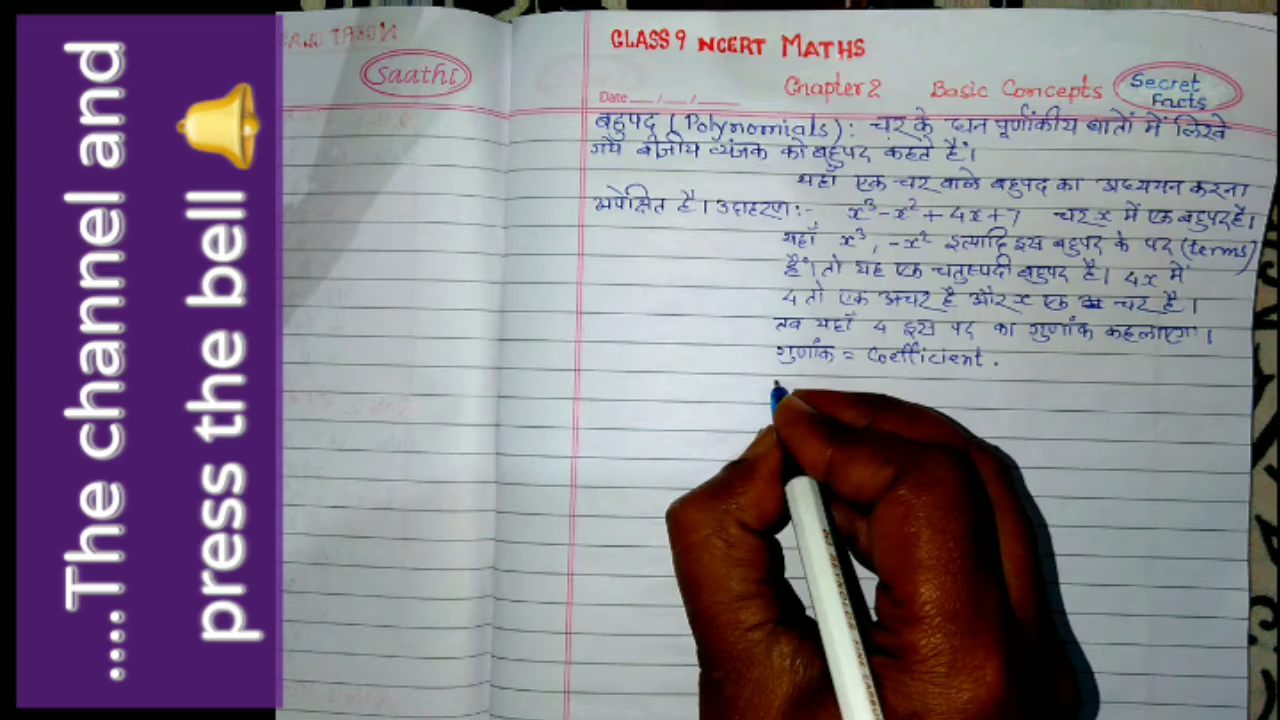 ....The channel and
press the bell 🔔
Saathi
CLASS 9 NCERT MATHS
Chapter 2 Basic Concepts Secret Facts
Date __/__/____
बहुपद (Polynomials): चर के धन पूर्णांकीय घातों में लिखे
गये बीजीय व्यंजक को बहुपद कहते हैं।
यहाँ एक चर वाले बहुपद का अध्ययन करना
अपेक्षित है। उदाहरण:-, x³-x²+4x+7 चर x में एक बहुपद है।
यहाँ x³, -x² इत्यादि इस बहुपद के पद (terms)
हैं। तो यह एक चतुष्पदी बहुपद है। 4x में
4 तो एक अचर है और x एक चर है।
तब यहाँ 4 इस पद का गुणांक कहलाएगा।
गुणांक = Coefficient.